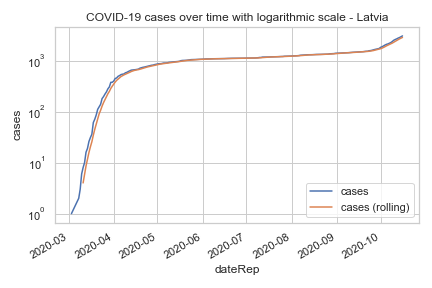 COVID-19 cases over time with logarithmic scale - Latvia
10³
10²
10¹
10⁰
cases
cases
cases (rolling)
2020-03
2020-04
2020-05
2020-06
2020-07
2020-08
2020-09
2020-10
dateRep